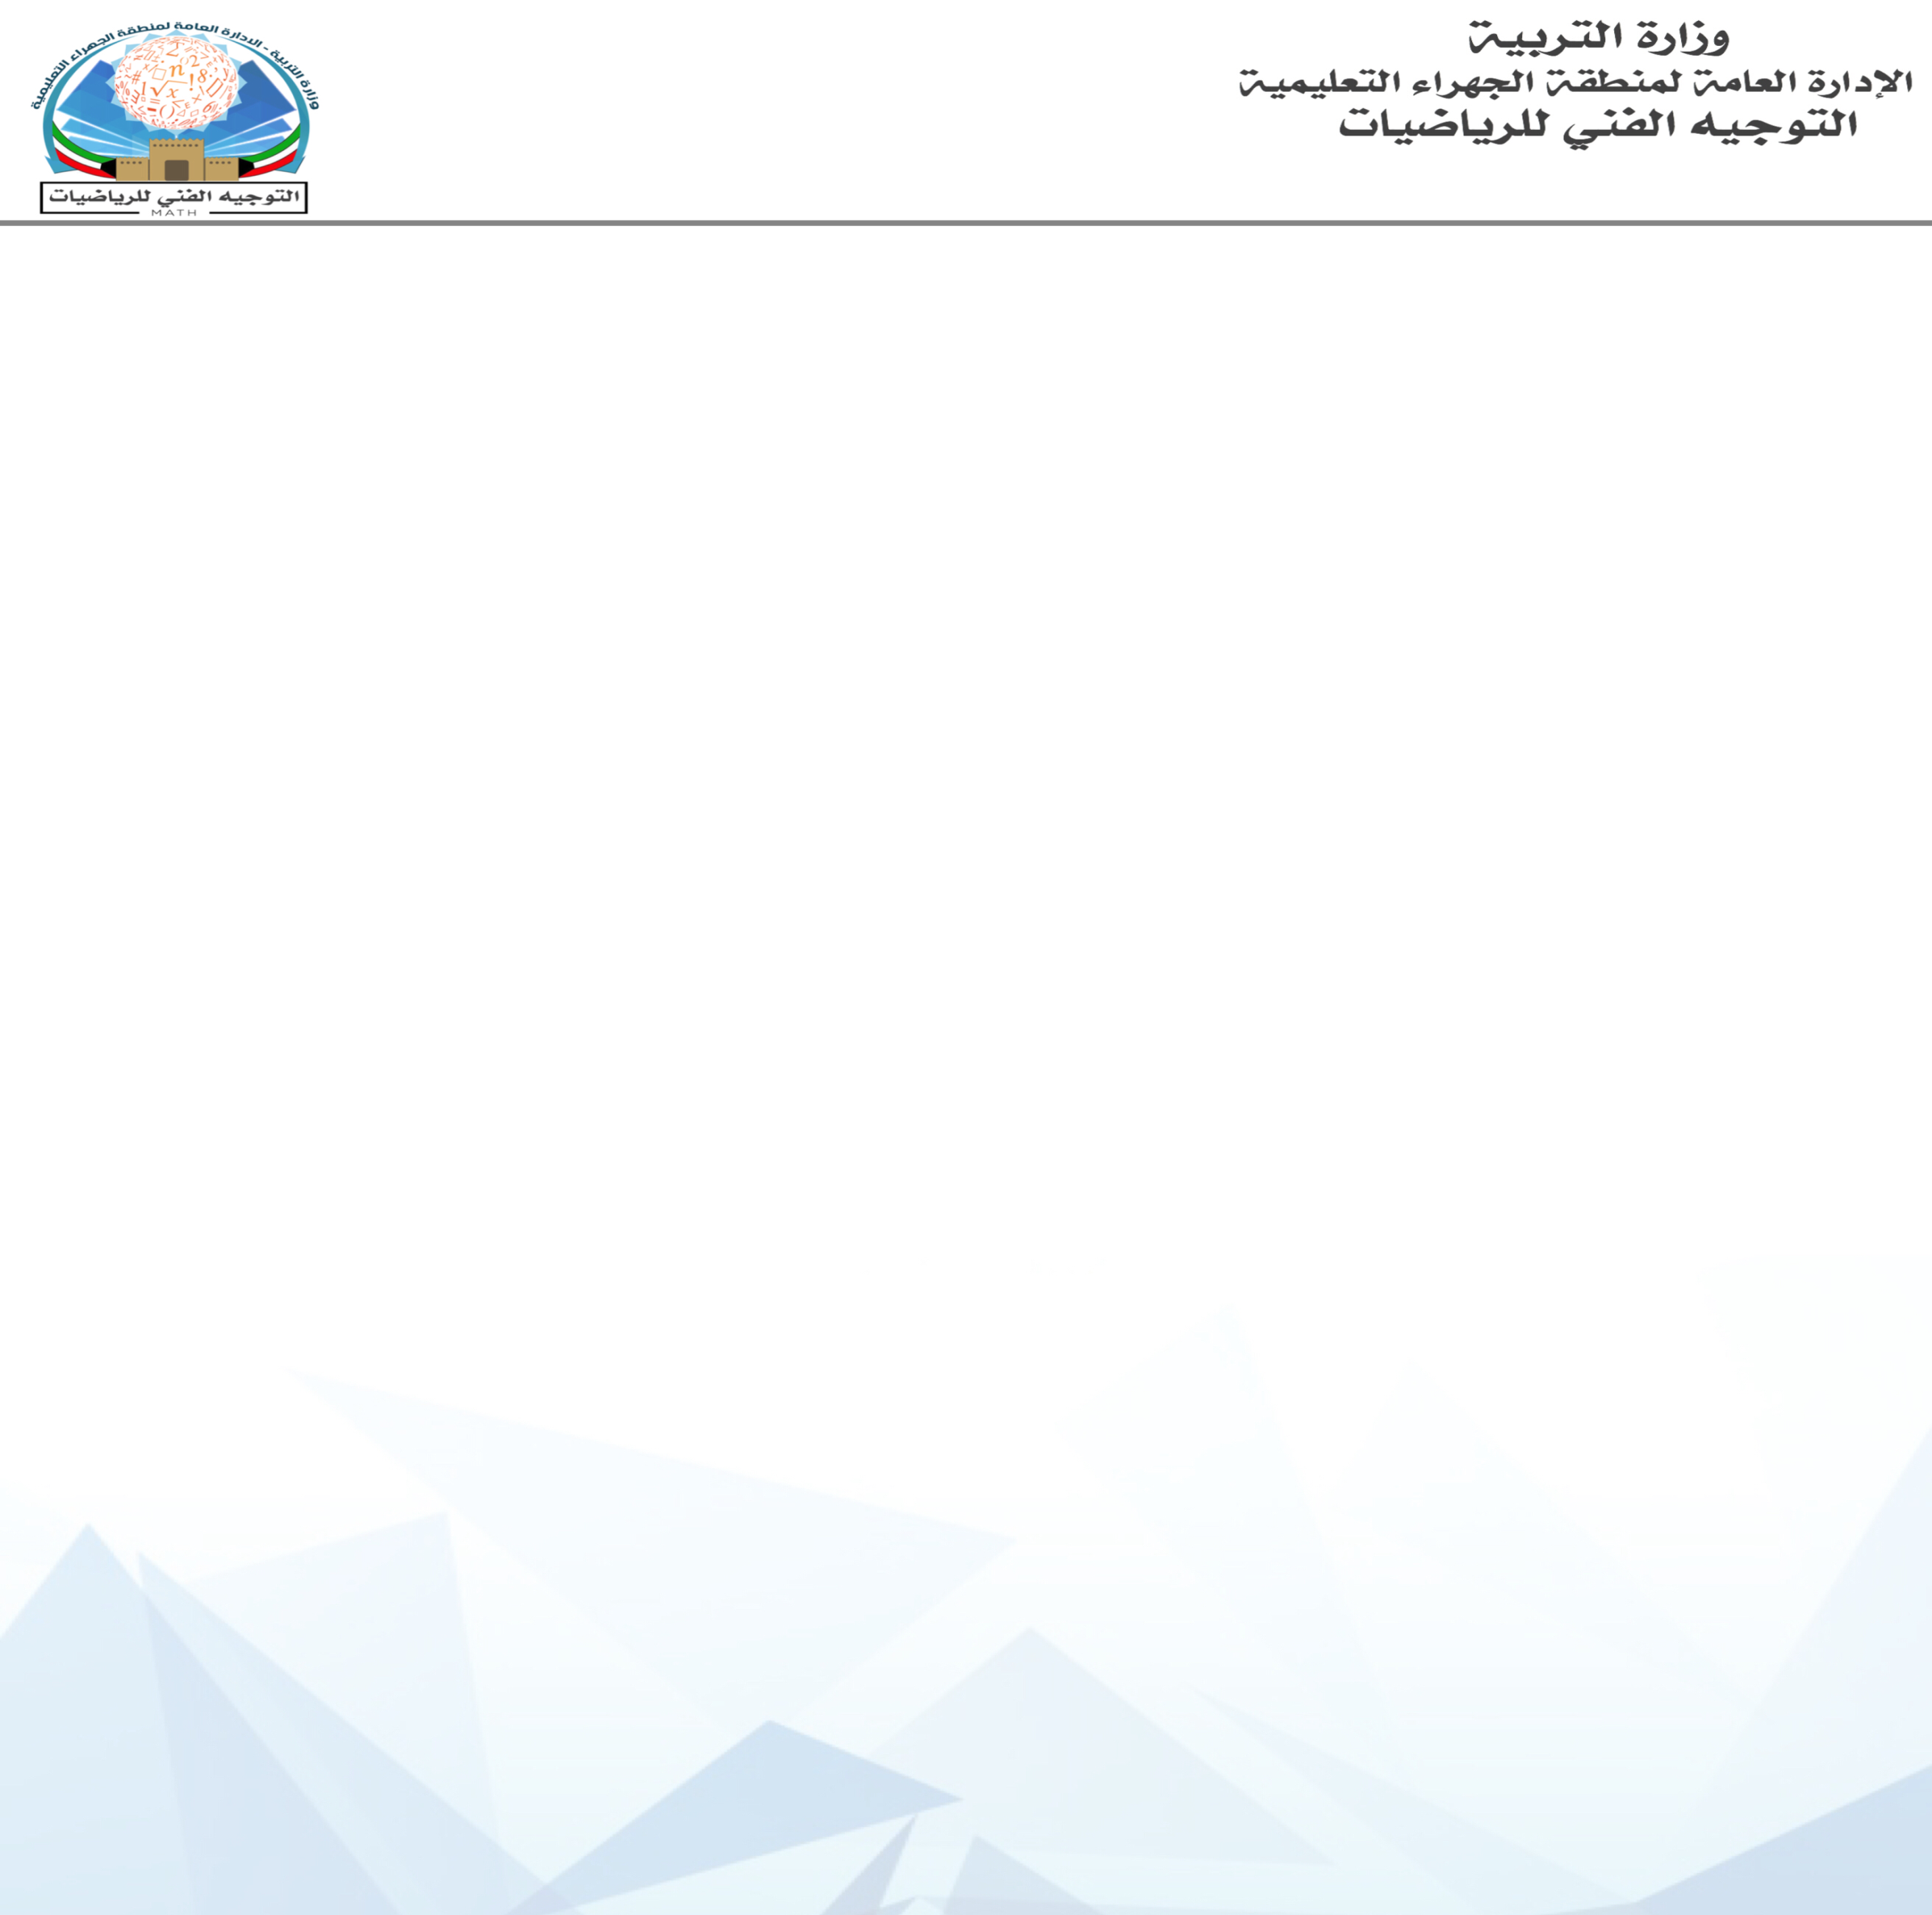 وزارة التربية
الإدارة العامة لمنطقة الجهراء التعليمية
التوجيه الفني للرياضيات
وزارة التربية - الادارة العامة لمنطقة الجهراء التعليمية
التوجيه الفني للرياضيات
MATH